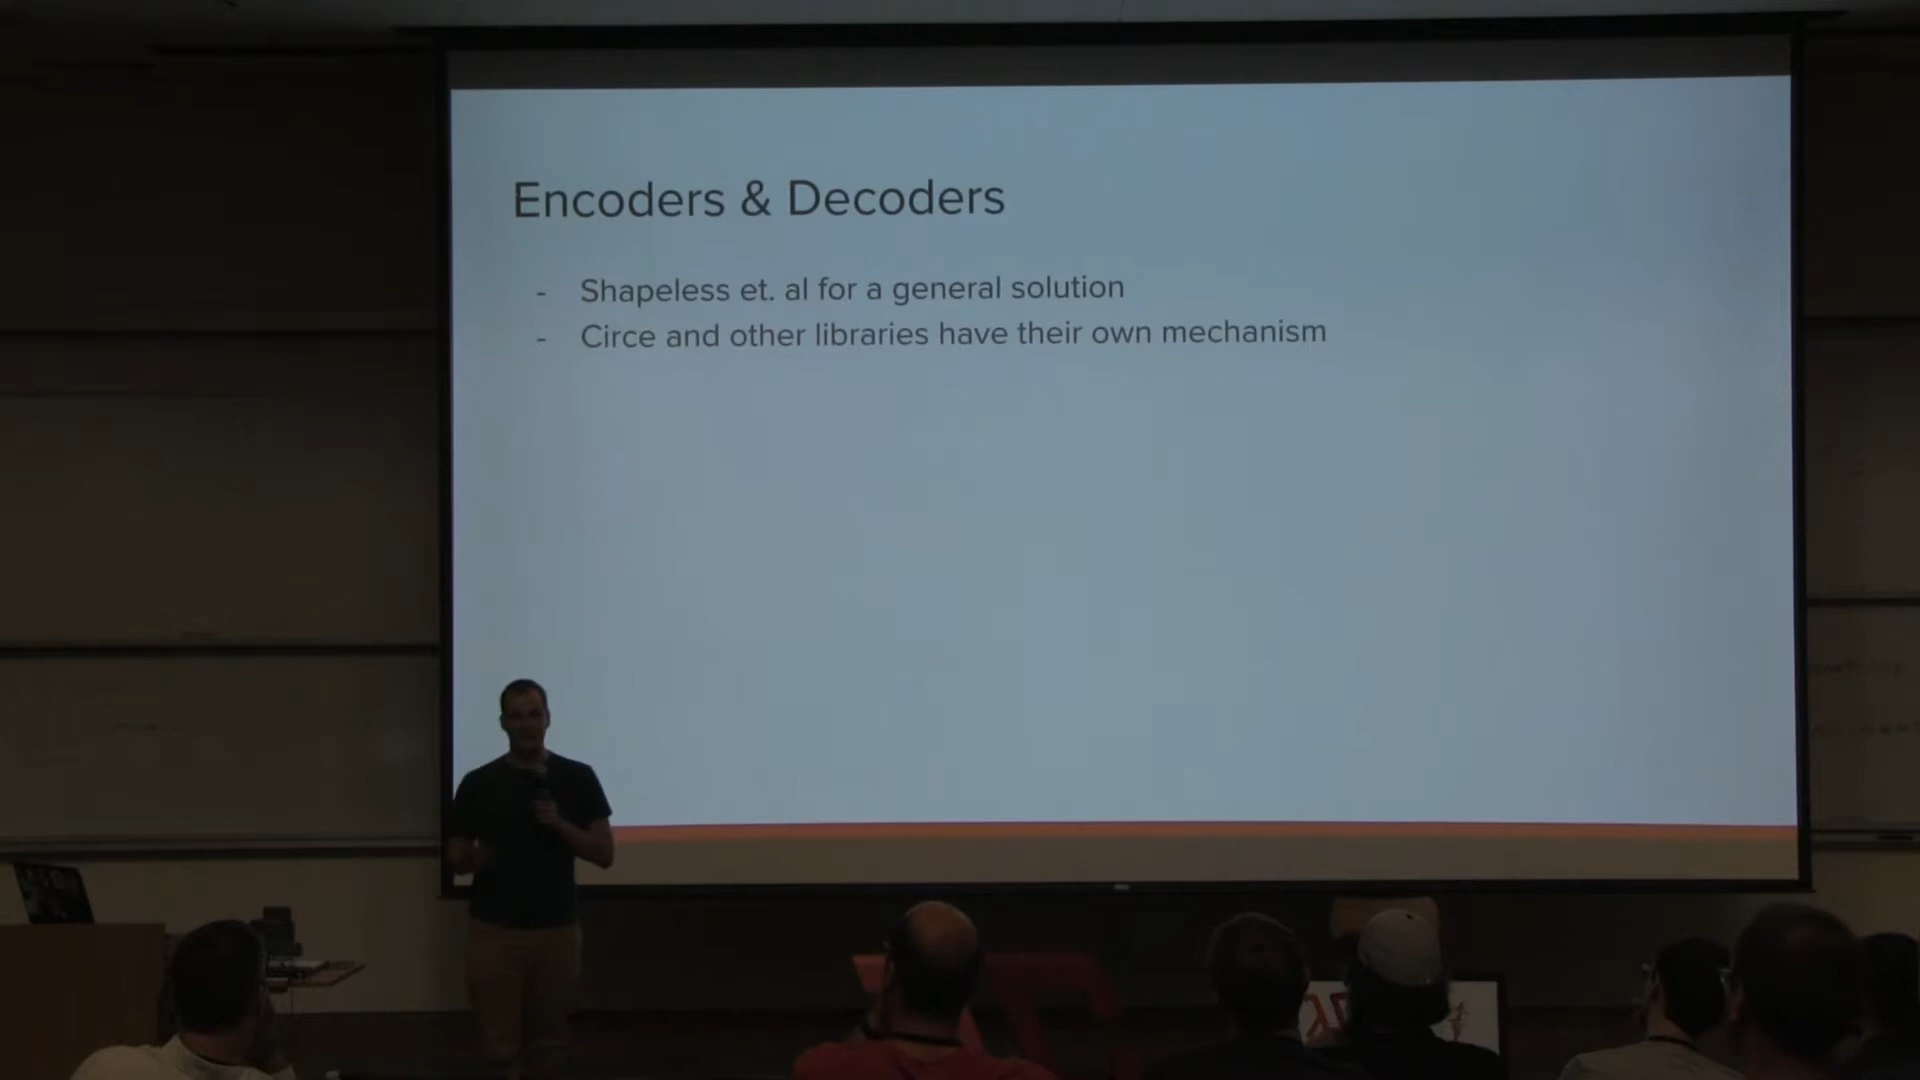 Encoders & Decoders
- Shapeless et. al for a general solution
- Circe and other libraries have their own mechanism